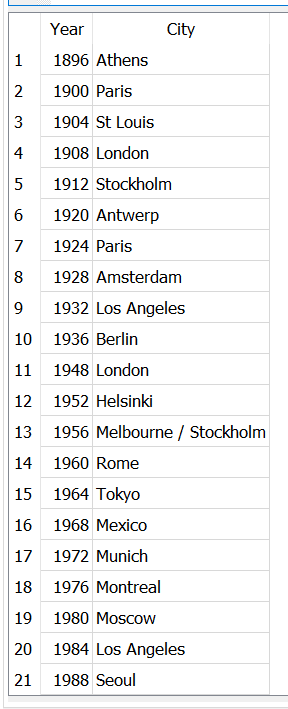 Year City
1 1896 Athens
2 1900 Paris
3 1904 St Louis
4 1908 London
5 1912 Stockholm
6 1920 Antwerp
7 1924 Paris
8 1928 Amsterdam
9 1932 Los Angeles
10 1936 Berlin
11 1948 London
12 1952 Helsinki
13 1956 Melbourne / Stockholm
14 1960 Rome
15 1964 Tokyo
16 1968 Mexico
17 1972 Munich
18 1976 Montreal
19 1980 Moscow
20 1984 Los Angeles
21 1988 Seoul